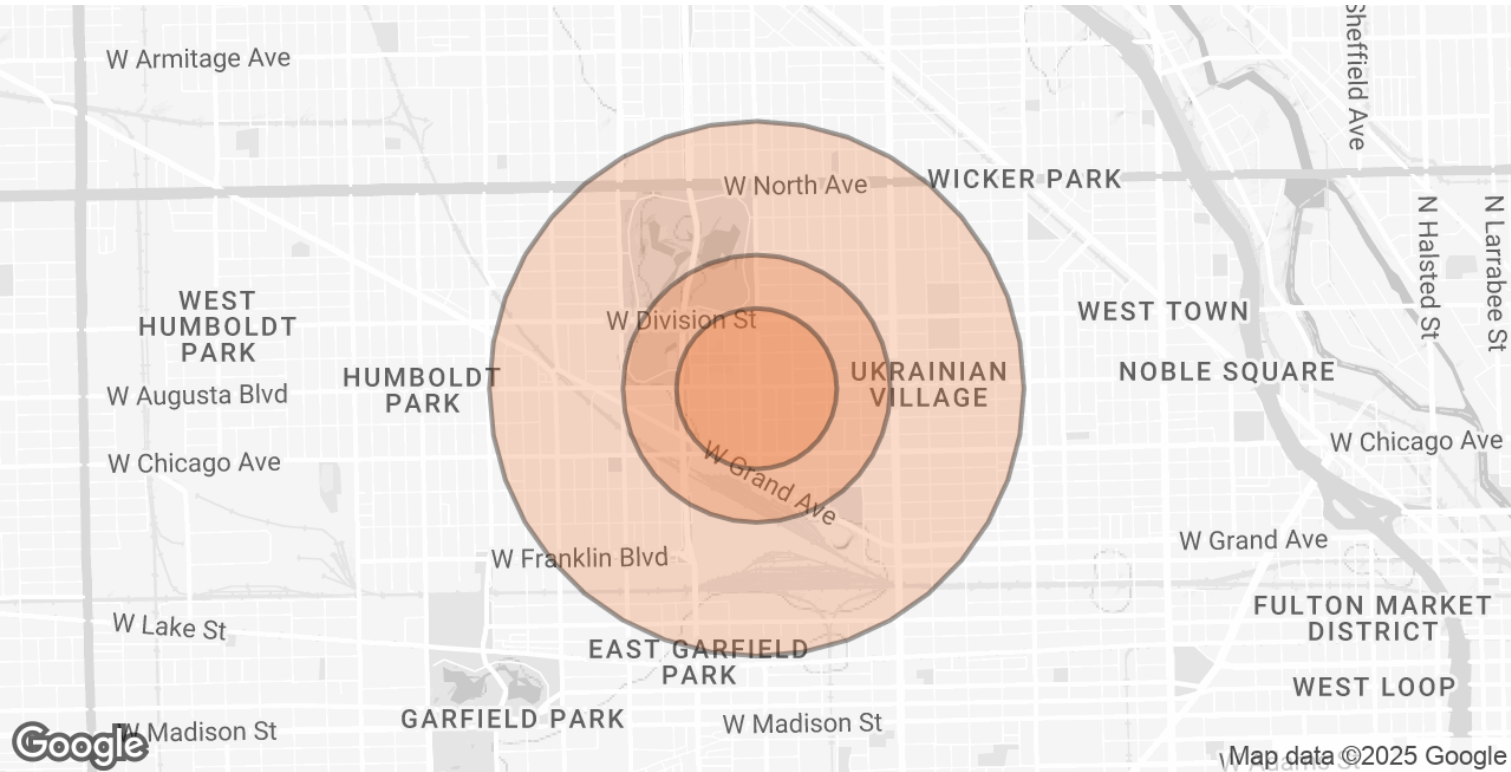 W Armitage Ave
Sheffield Ave
W North Ave
WICKER PARK
N Halsted St
N Larrabee St
WEST
HUMBOLDT
PARK
W Division St
WEST TOWN
HUMBOLDT
PARK
W Augusta Blvd
UKRAINIAN
VILLAGE
NOBLE SQUARE
W Chicago Ave
W Chicago Ave
W Grand Ave
W Grand Ave
W Franklin Blvd
W Lake St
FULTON MARKET
DISTRICT
EAST GARFIELD
PARK
WEST LOOP
GARFIELD PARK
W Madison St
W Madison St
Google
W Adams St
Map data ©2025 Google